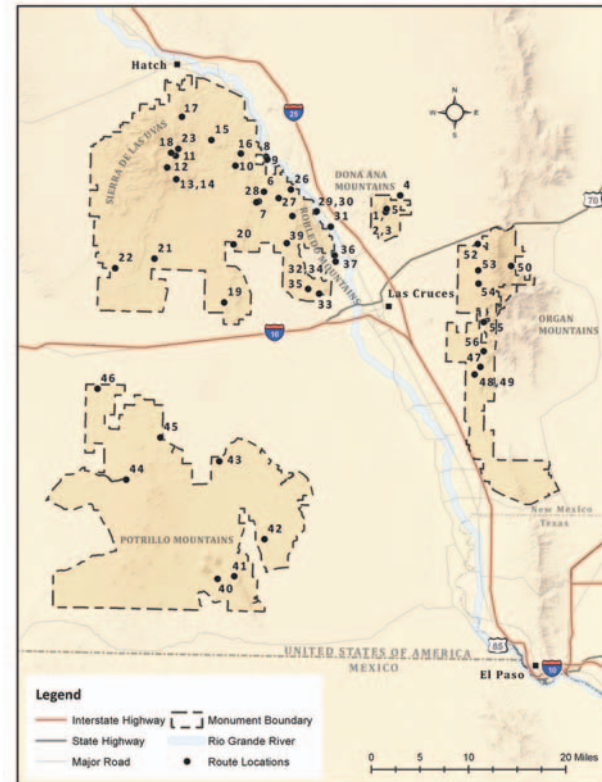 Hatch
25
17
15
SIERRA DE LAS UVAS
18
23
11
16
8
9
12
10
13,14
6
26
28
7
27
DONA ANA
MOUNTAINS
4
3
1,
5
2,3
29,30
31
ROBLEDO MOUNTAINS
N
W
E
S
70
20
39
36
37
21
22
32,34
35
33
19
Las Cruces
52
50
53
54
ORGAN
MOUNTAINS
55
56
47
48,49
10
46
45
43
44
42
POTRILLO MOUNTAINS
41
40
New Mexico
Texas
UNITED STATES OF AMERICA
MEXICO
85
El Paso
10
Legend
Interstate Highway
Monument Boundary
State Highway
Rio Grande River
Major Road
Route Locations
0 5 10 20 Miles